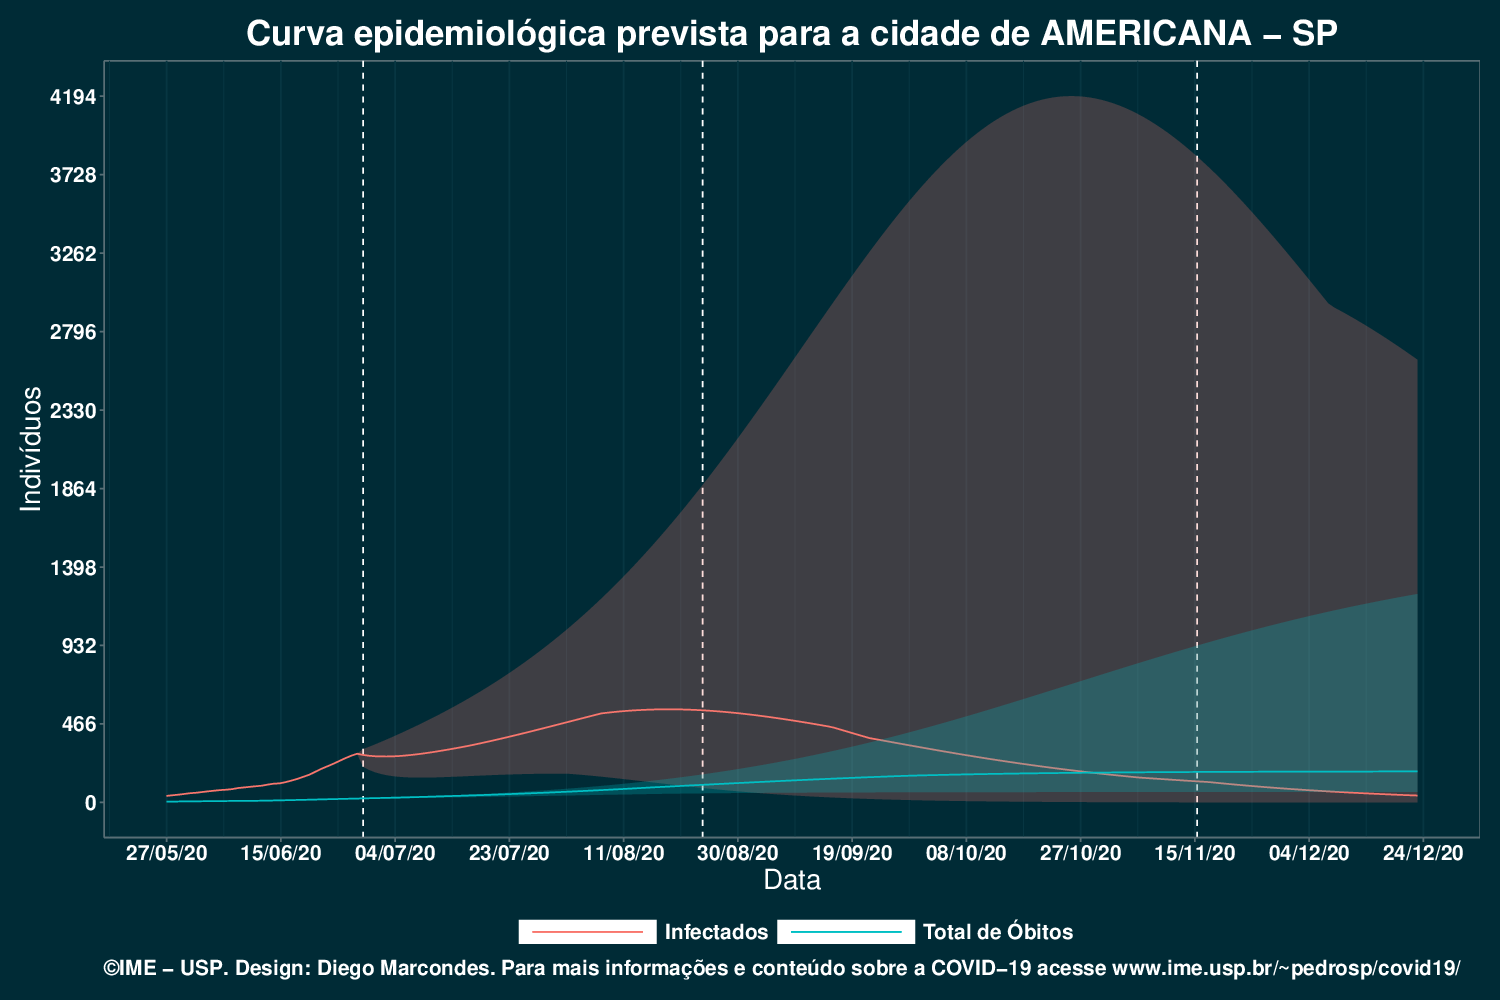 Curva epidemiológica prevista para a cidade de AMERICANA – SP
4194
3728
3262
2796
2330
1864
1398
932
466
0
Indivíduos
27/05/20 15/06/20 04/07/20 23/07/20 11/08/20 30/08/20 19/09/20 08/10/20 27/10/20 15/11/20 04/12/20 24/12/20
Data
Infectados Total de Óbitos
©IME – USP. Design: Diego Marcondes. Para mais informações e conteúdo sobre a COVID–19 acesse www.ime.usp.br/~pedrosp/covid19/